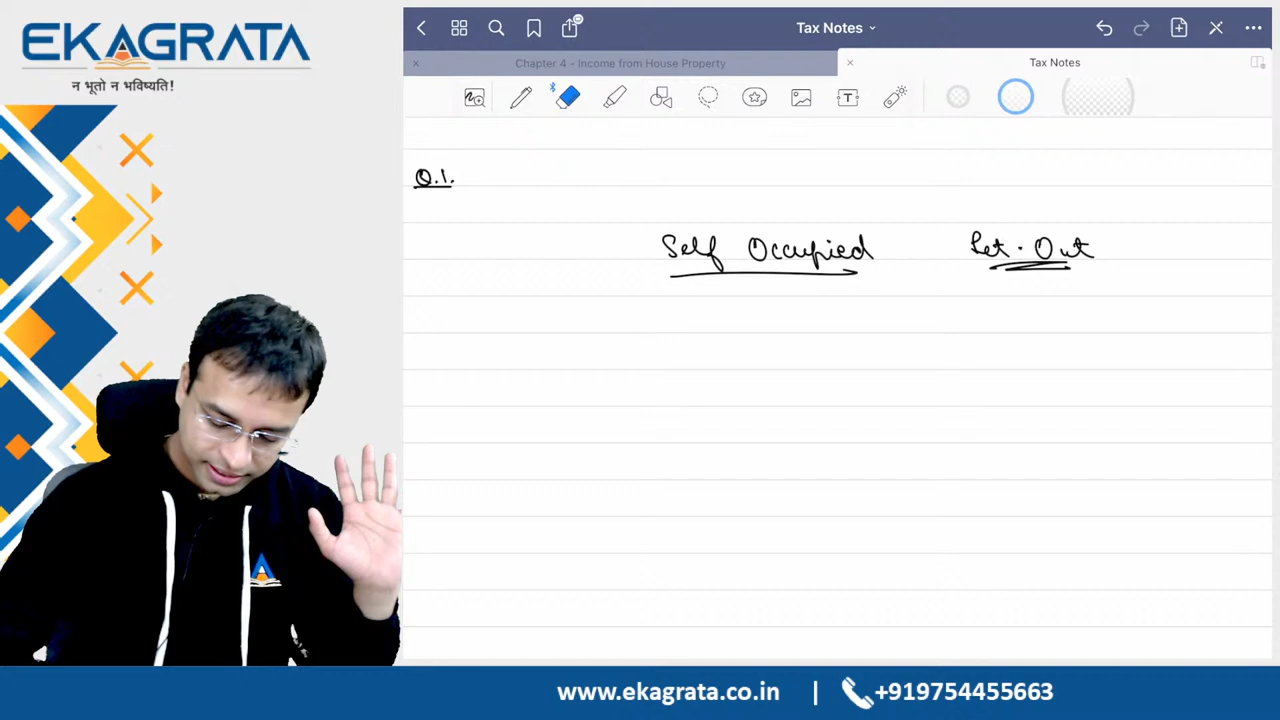 EKAGRATA
न भूतो न भविष्यति!
Tax Notes
Chapter 4 - Income from House Property
Tax Notes
T
Q.1.
Self Occupied
Let. Out
www.ekagrata.co.in | +919754455663